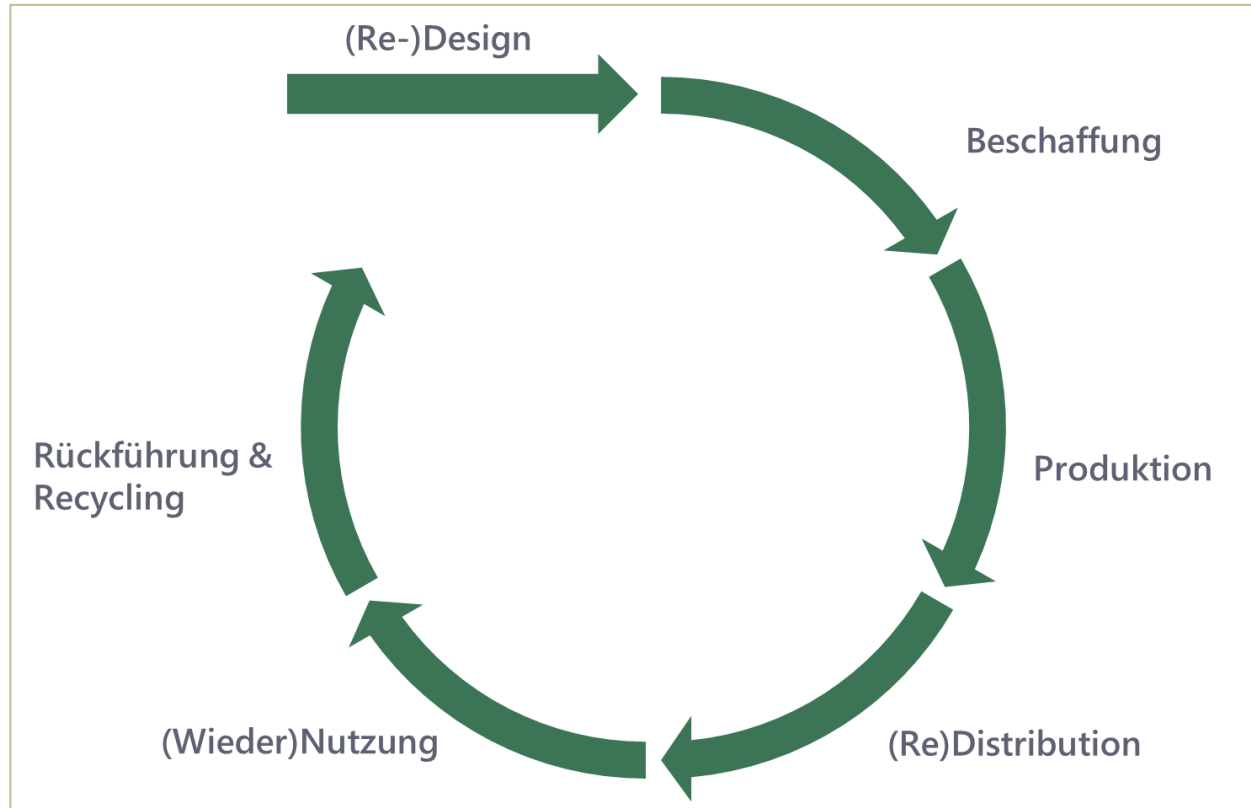 (Re-)Design
Beschaffung
Produktion
(Re)Distribution
(Wieder)Nutzung
Rückführung &
Recycling